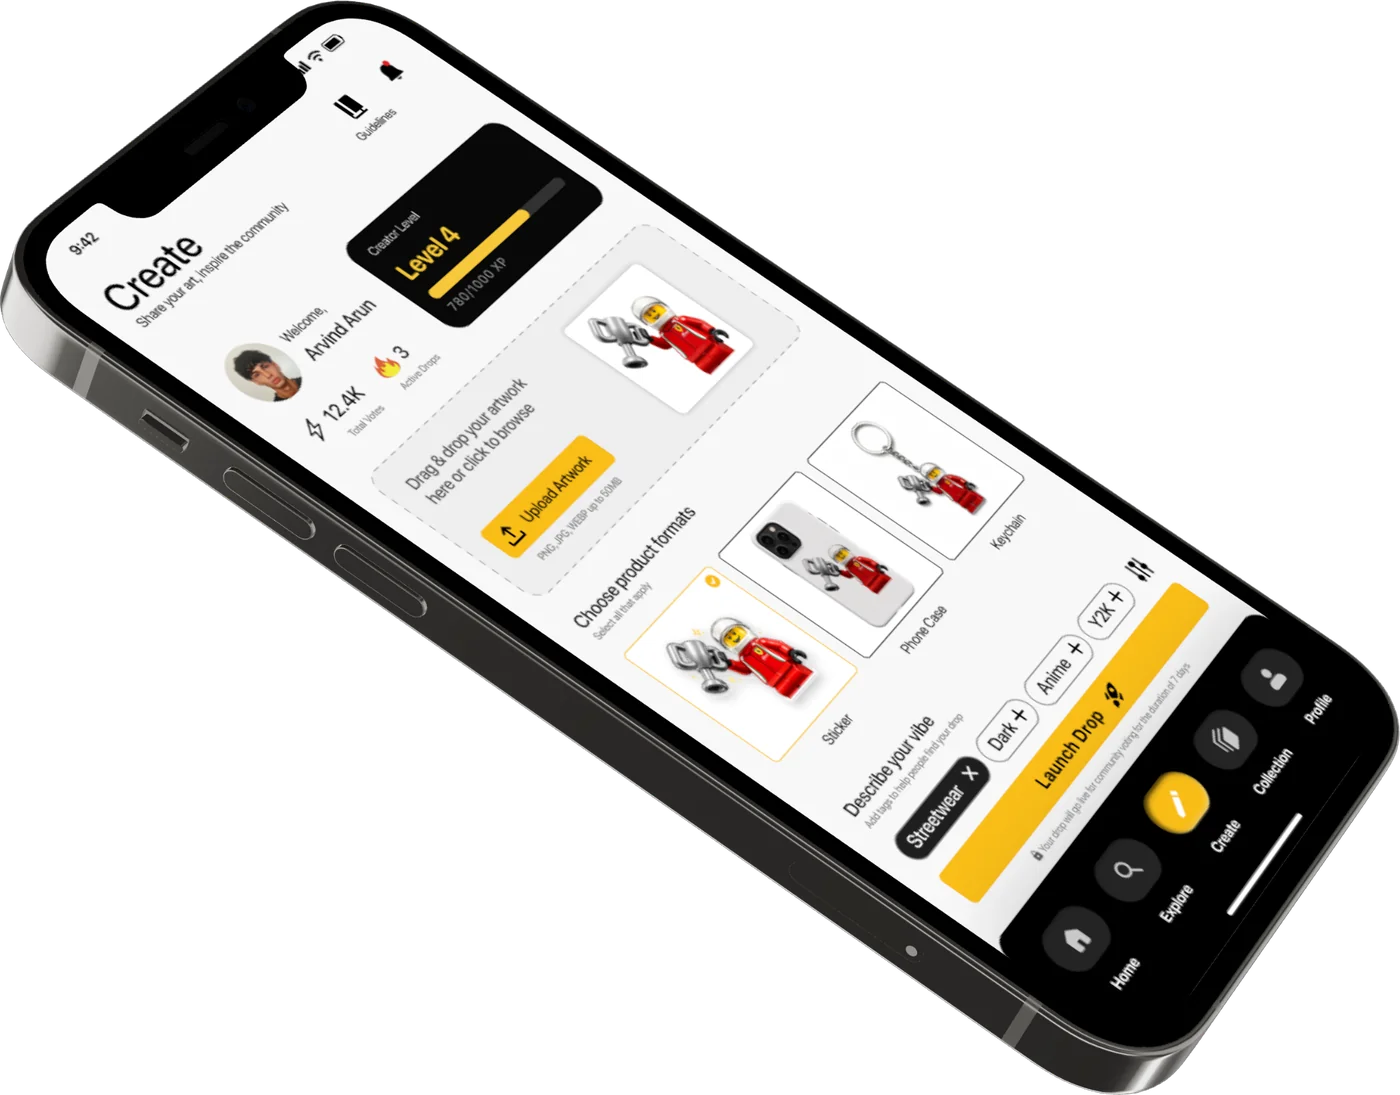 9:42
Create
Share your art, inspire the community
Guidelines
Welcome,
Arvind Arun
12.4K
Total Votes
3
Active Drops
Creator Level
Level 4
780/1000 XP
Drag & drop your artwork
here or click to browse
Upload Artwork
PNG, JPG, WEBP up to 50MB
Choose product formats
Select all that apply
Sticker
Phone Case
Keychain
Describe your vibe
Add tags to help people find your drop
Streetwear X
Dark +
Anime +
Y2K +
Launch Drop
Your drop will go live for community voting for the duration of 7 days
Home
Explore
Create
Collection
Profile